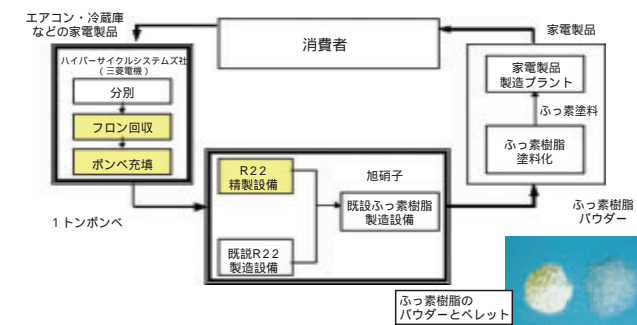 エアコン・冷蔵庫
などの家電製品
消費者
家電製品
ハイパーサイクルシステムズ社
(三菱電機)
分別
フロン回収
ボンベ充填
1トンボンベ
R22
精製設備
旭硝子
既設ふっ素樹脂
製造設備
既説R22
製造設備
家電製品
製造プラント
ふっ素塗料
ふっ素樹脂
塗料化
ふっ素樹脂
パウダー
ふっ素樹脂の
パウダーとペレット